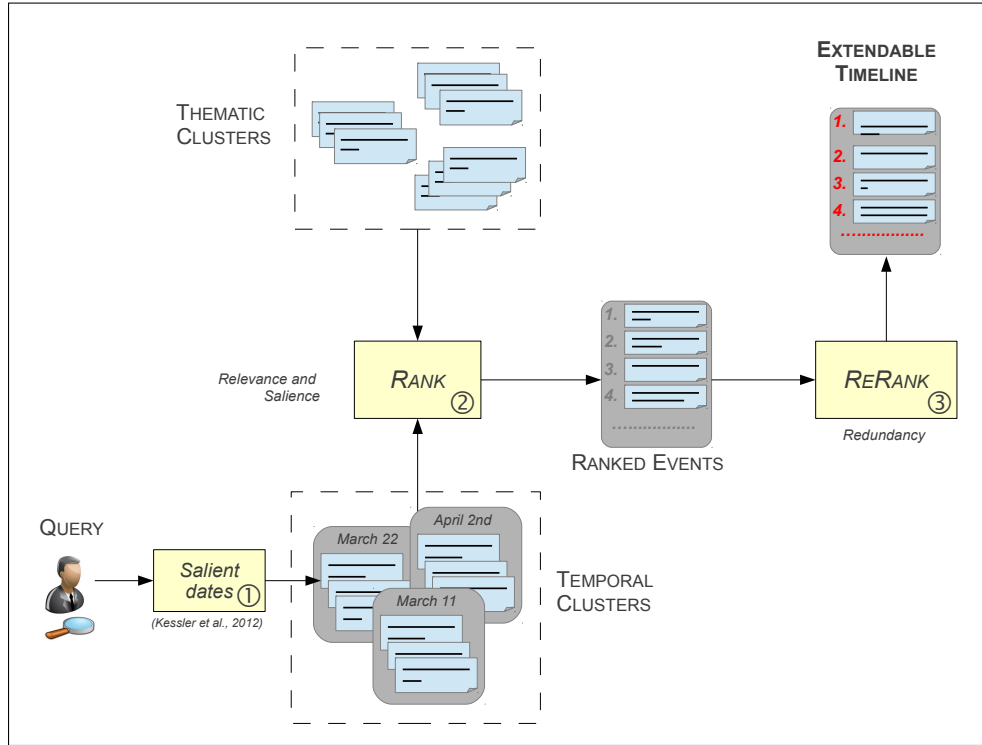 EXTENDABLE
TIMELINE
THEMATIC
CLUSTERS
1.
2.
3.
4.
..................
Relevance and
Salience
RANK
②
1.
2.
3.
4.
..................
RANKED EVENTS
RERANK
③
Redundancy
QUERY
Salient
dates ①
(Kessler et al., 2012)
March 22
April 2nd
March 11
TEMPORAL
CLUSTERS